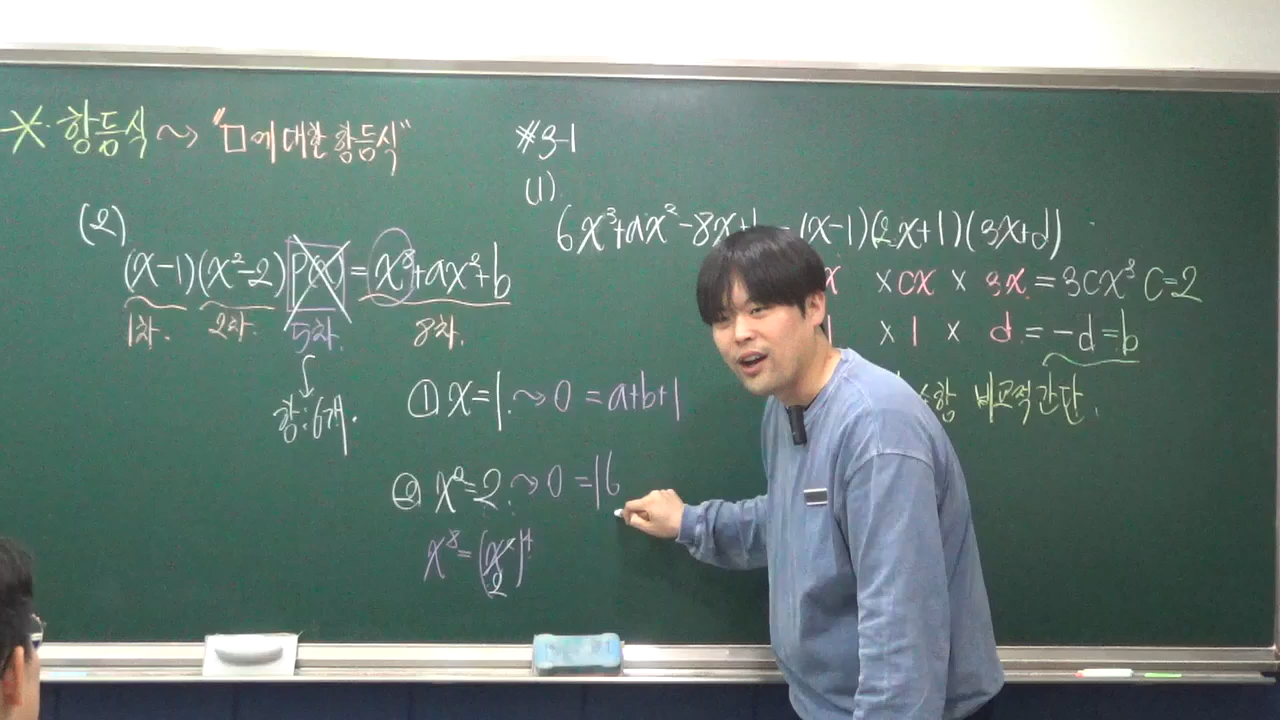 ※ 항등식 ~> "□에 대한 항등식"
(2)
(x-1)(x²-2)P(x) = x⁸+ax²+b
1차. 2차. 5차. 8차.
항:6개.
① x=1. ~> 0 = a+b+1
② x²=2. ~> 0 = 16
x⁸=(x²)⁴
2
#3-1
(1)
6x³+ax²-8x+ (x-1)(2x+1)(3x+d)
x × cx × 3x = 3cx³ c=2
1 × 1 × d = -d = b
수항 비교적 간단.